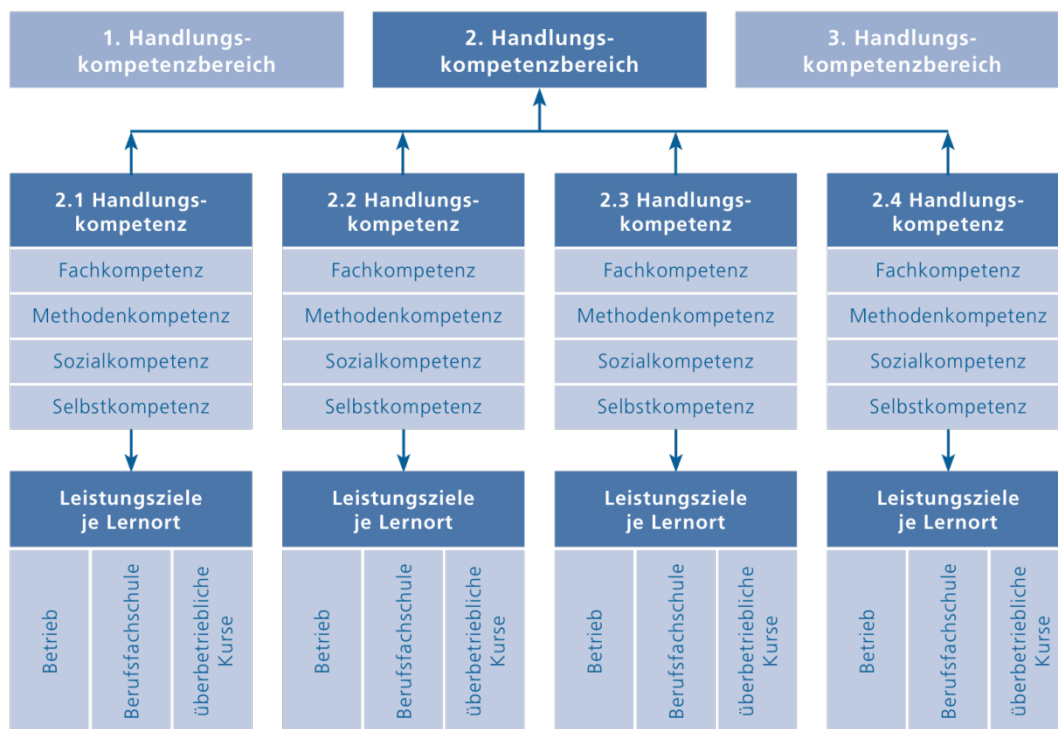 1. Handlungs-
kompetenzbereich
2. Handlungs-
kompetenzbereich
3. Handlungs-
kompetenzbereich
2.1 Handlungs-
kompetenz
Fachkompetenz
Methodenkompetenz
Sozialkompetenz
Selbstkompetenz
Leistungsziele
je Lernort
Betrieb
Berufsfachschule
überbetriebliche
Kurse
2.2 Handlungs-
kompetenz
Fachkompetenz
Methodenkompetenz
Sozialkompetenz
Selbstkompetenz
Leistungsziele
je Lernort
Betrieb
Berufsfachschule
überbetriebliche
Kurse
2.3 Handlungs-
kompetenz
Fachkompetenz
Methodenkompetenz
Sozialkompetenz
Selbstkompetenz
Leistungsziele
je Lernort
Betrieb
Berufsfachschule
überbetriebliche
Kurse
2.4 Handlungs-
kompetenz
Fachkompetenz
Methodenkompetenz
Sozialkompetenz
Selbstkompetenz
Leistungsziele
je Lernort
Betrieb
Berufsfachschule
überbetriebliche
Kurse